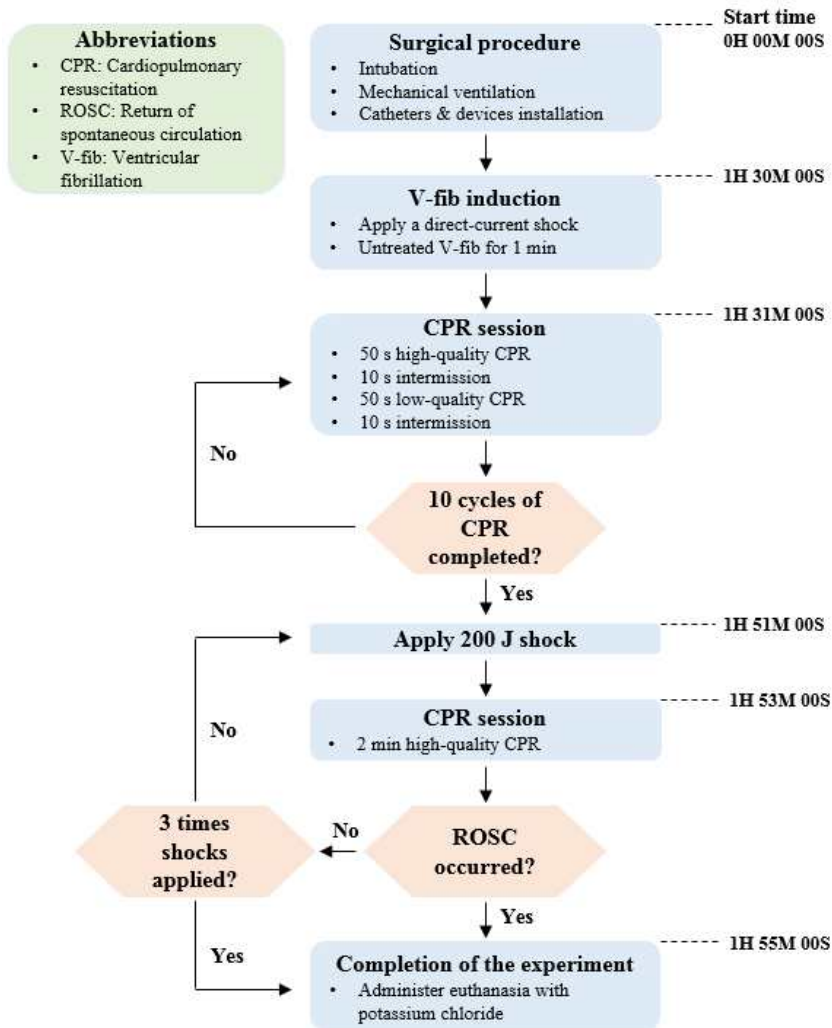 Abbreviations
• CPR: Cardiopulmonary
resuscitation
• ROSC: Return of
spontaneous circulation
• V-fib: Ventricular
fibrillation
Start time
0H 00M 00S
Surgical procedure
• Intubation
• Mechanical ventilation
• Catheters & devices installation
1H 30M 00S
V-fib induction
• Apply a direct-current shock
• Untreated V-fib for 1 min
1H 31M 00S
CPR session
• 50 s high-quality CPR
• 10 s intermission
• 50 s low-quality CPR
• 10 s intermission
No
10 cycles of
CPR
completed?
Yes
1H 51M 00S
Apply 200 J shock
1H 53M 00S
CPR session
• 2 min high-quality CPR
No
3 times
shocks
applied?
No
ROSC
occurred?
Yes
Yes
1H 55M 00S
Completion of the experiment
• Administer euthanasia with
potassium chloride